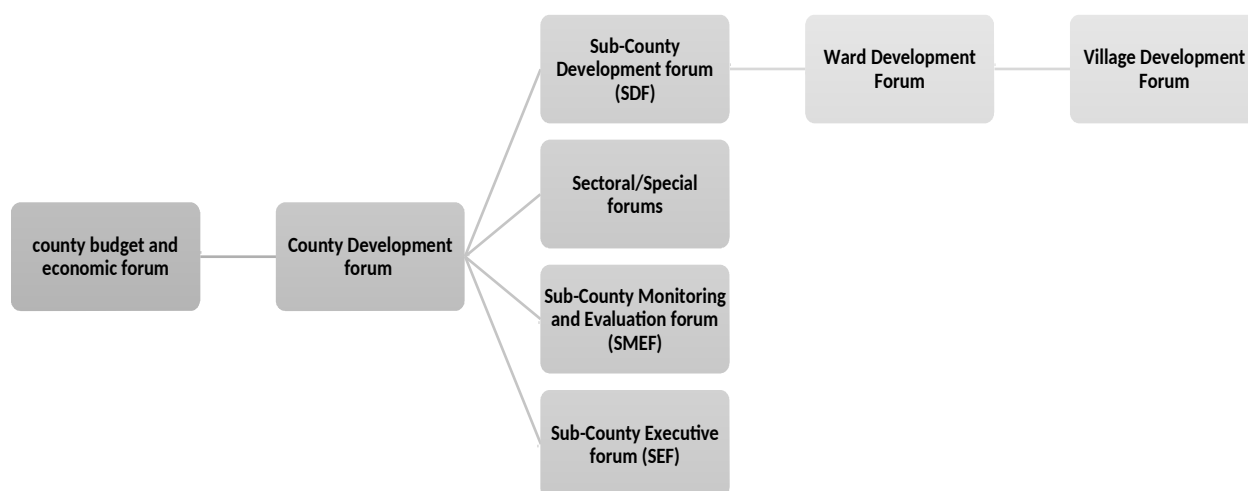 Sub-County
Development forum
(SDF)
Ward Development
Forum
Village Development
Forum
Sectoral/Special
forums
county budget and
economic forum
County Development
forum
Sub-County Monitoring
and Evaluation forum
(SMEF)
Sub-County Executive
forum (SEF)